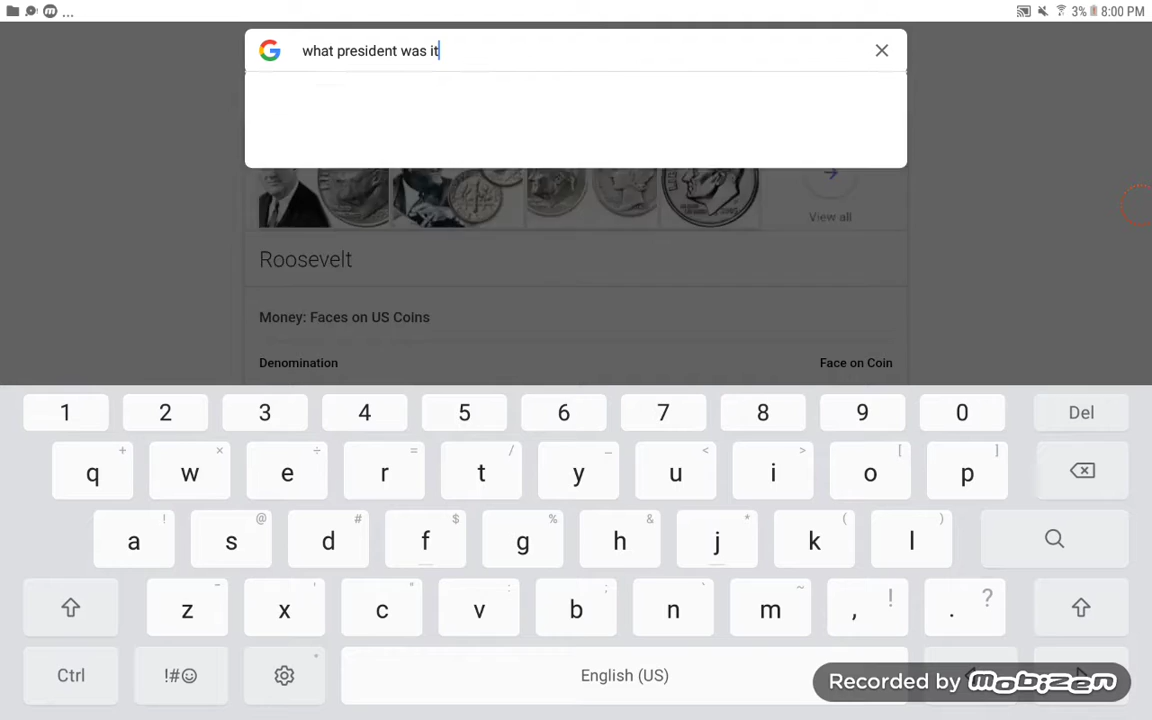 ... 3% 8:00 PM
what president was it
View all
Roosevelt
Money: Faces on US Coins
Denomination Face on Coin
1 2 3 4 5 6 7 8 9 0 Del
+ × ÷ = / _ < > [ ]
q w e r t y u i o p
! @ # $ % & * ( )
a s d f g h j k l
- ' " : ; ` ~ ! ?
z x c v b n m , .
Ctrl !#☺ English (US)
Recorded by mobizen